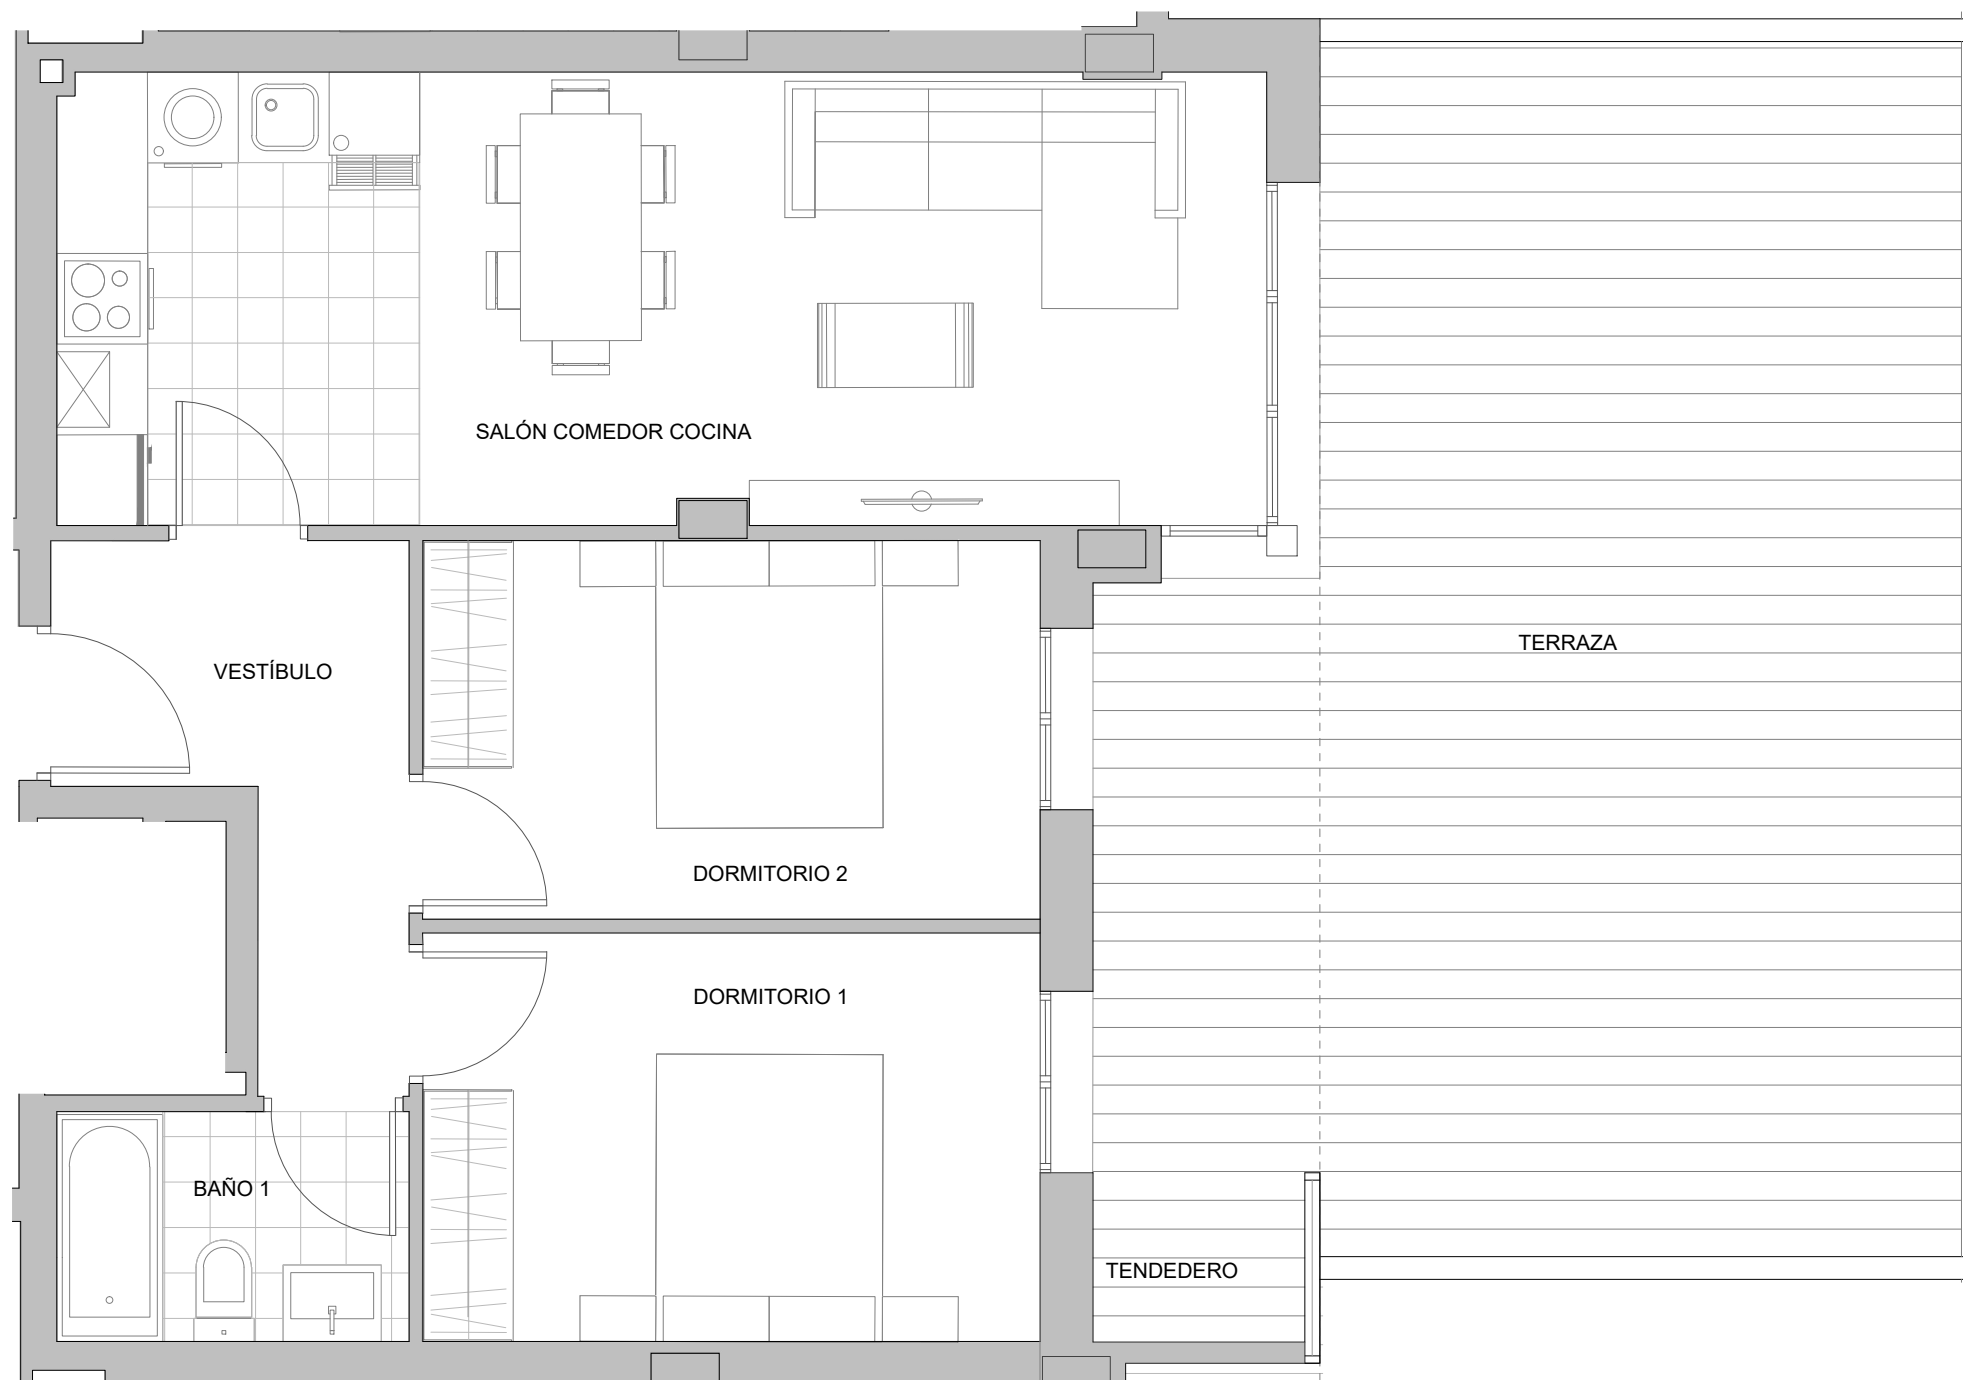 SALÓN COMEDOR COCINA
TERRAZA
VESTÍBULO
DORMITORIO 2
DORMITORIO 1
BAÑO 1
TENDEDERO